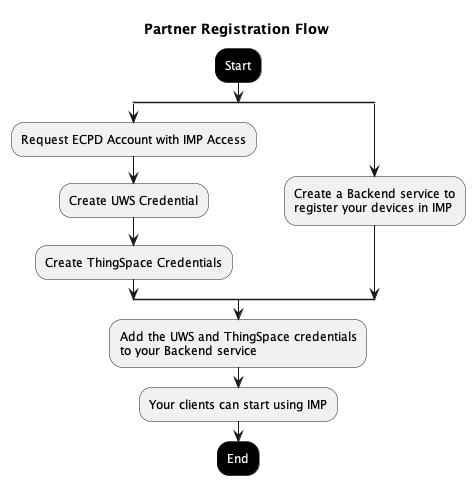 Partner Registration Flow
Start
Request ECPD Account with IMP Access
Create UWS Credential
Create ThingSpace Credentials
Create a Backend service to
register your devices in IMP
Add the UWS and ThingSpace credentials
to your Backend service
Your clients can start using IMP
End